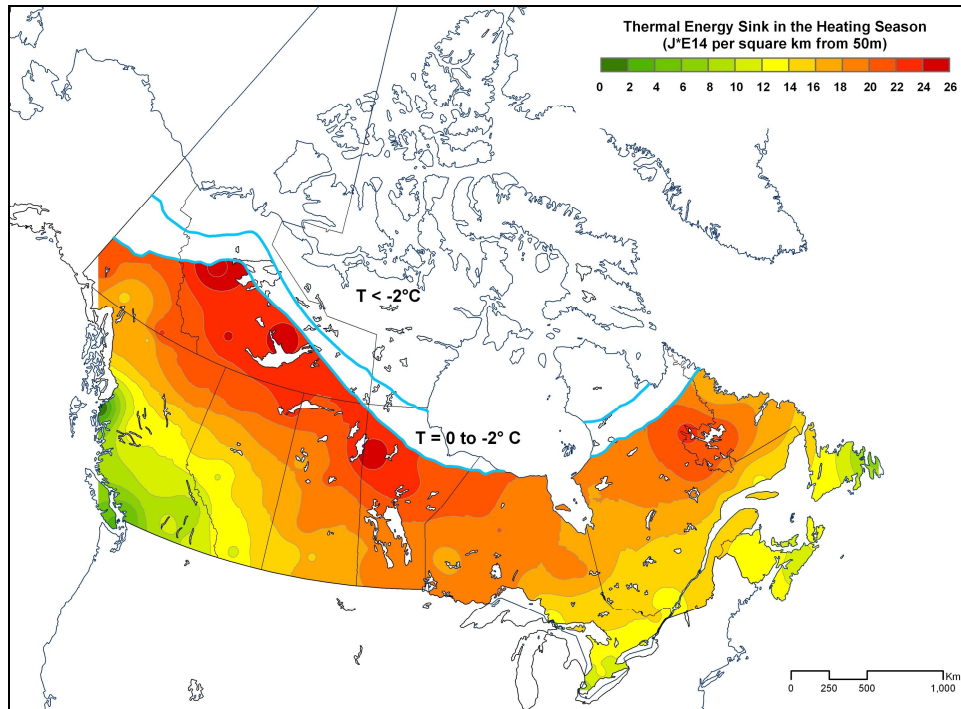 Thermal Energy Sink in the Heating Season
(J*E14 per square km from 50m)
0 2 4 6 8 10 12 14 16 18 20 22 24 26
T < -2°C
T = 0 to -2° C
Km
0 250 500 1,000